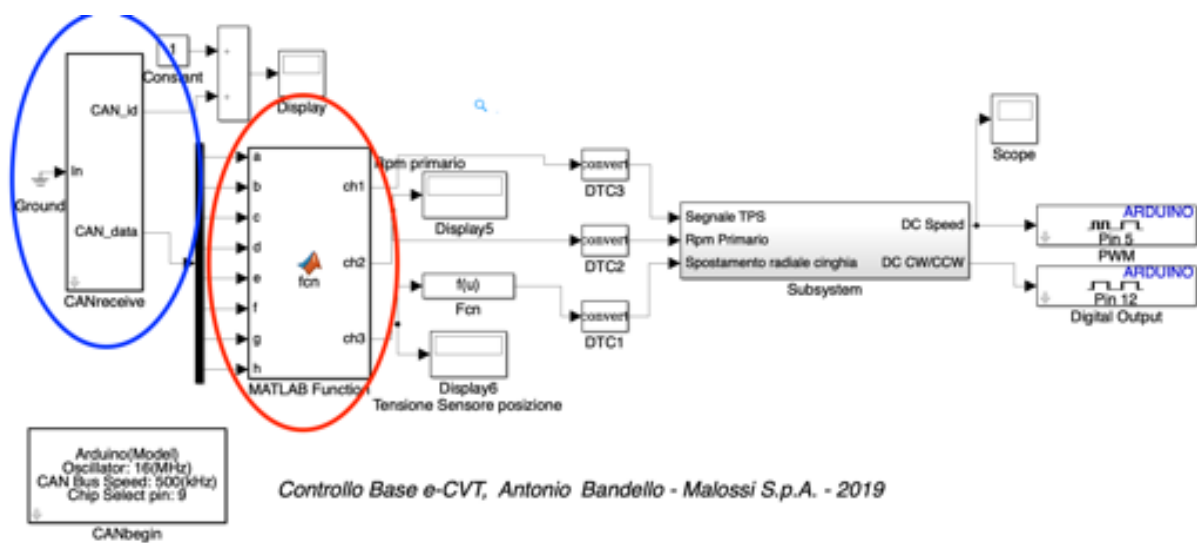 1
Constant
+
+
Display
CAN_id
In
Ground
CAN_data
CANreceive
a
b
c
d
e
f
g
h
fcn
ch1
ch2
ch3
MATLAB Function
Rpm primario
Display5
f(u)
Fcn
Display6
Tensione Sensore posizione
convert
DTC3
convert
DTC2
convert
DTC1
Segnale TPS
Rpm Primario
Spostamento radiale cinghia
DC Speed
DC CW/CCW
Subsystem
Scope
ARDUINO
Pin 5
PWM
ARDUINO
Pin 12
Digital Output
Arduino(Model)
Oscillator: 16(MHz)
CAN Bus Speed: 500(kHz)
Chip Select pin: 9
CANbegin
Controllo Base e-CVT, Antonio Bandello - Malossi S.p.A. - 2019